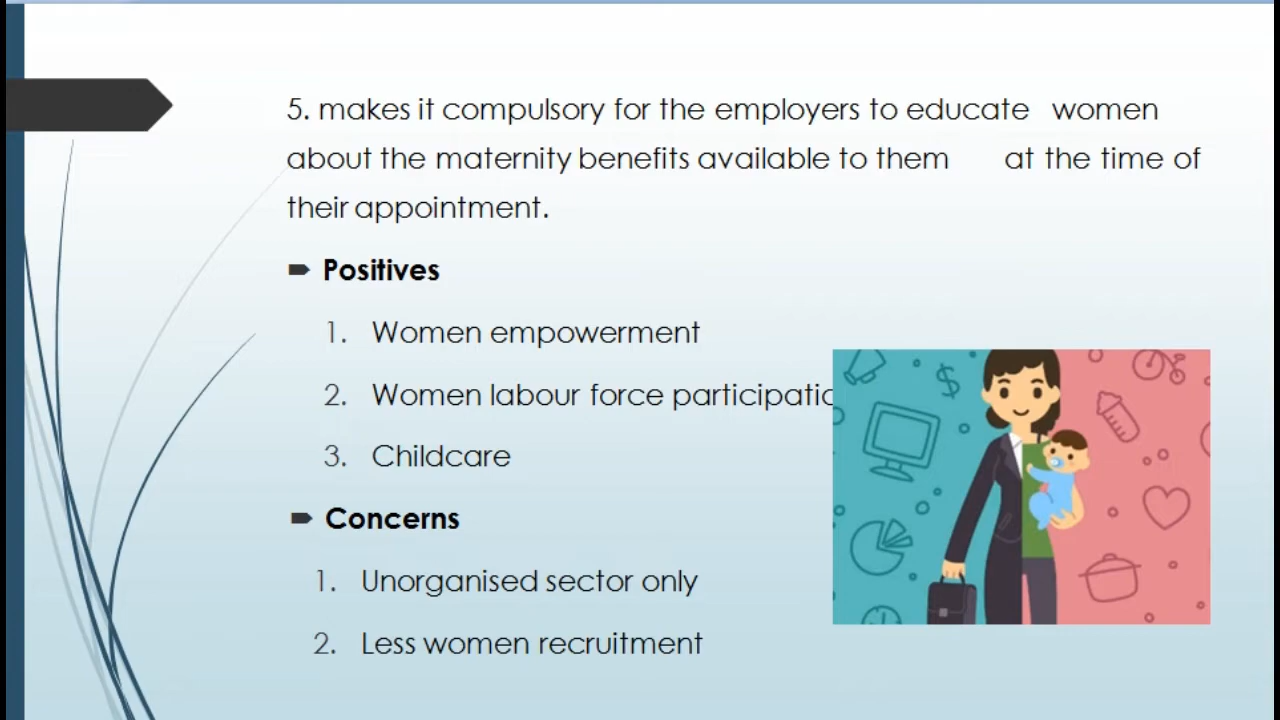 5. makes it compulsory for the employers to educate women
about the maternity benefits available to them at the time of
their appointment.
Positives
1. Women empowerment
2. Women labour force participatio
3. Childcare
Concerns
1. Unorganised sector only
2. Less women recruitment